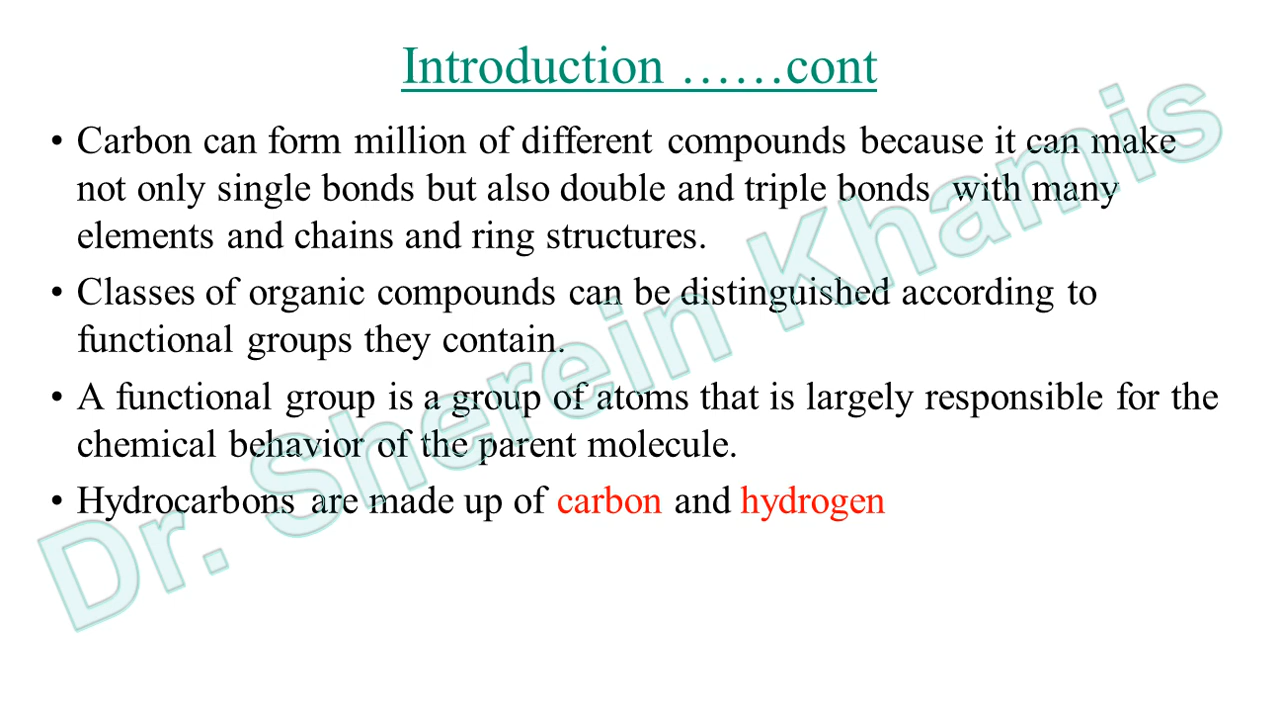 Introduction ……cont
• Carbon can form million of different compounds because it can make
not only single bonds but also double and triple bonds with many
elements and chains and ring structures.
• Classes of organic compounds can be distinguished according to
functional groups they contain.
• A functional group is a group of atoms that is largely responsible for the
chemical behavior of the parent molecule.
• Hydrocarbons are made up of carbon and hydrogen
Dr. Sherein Khamis